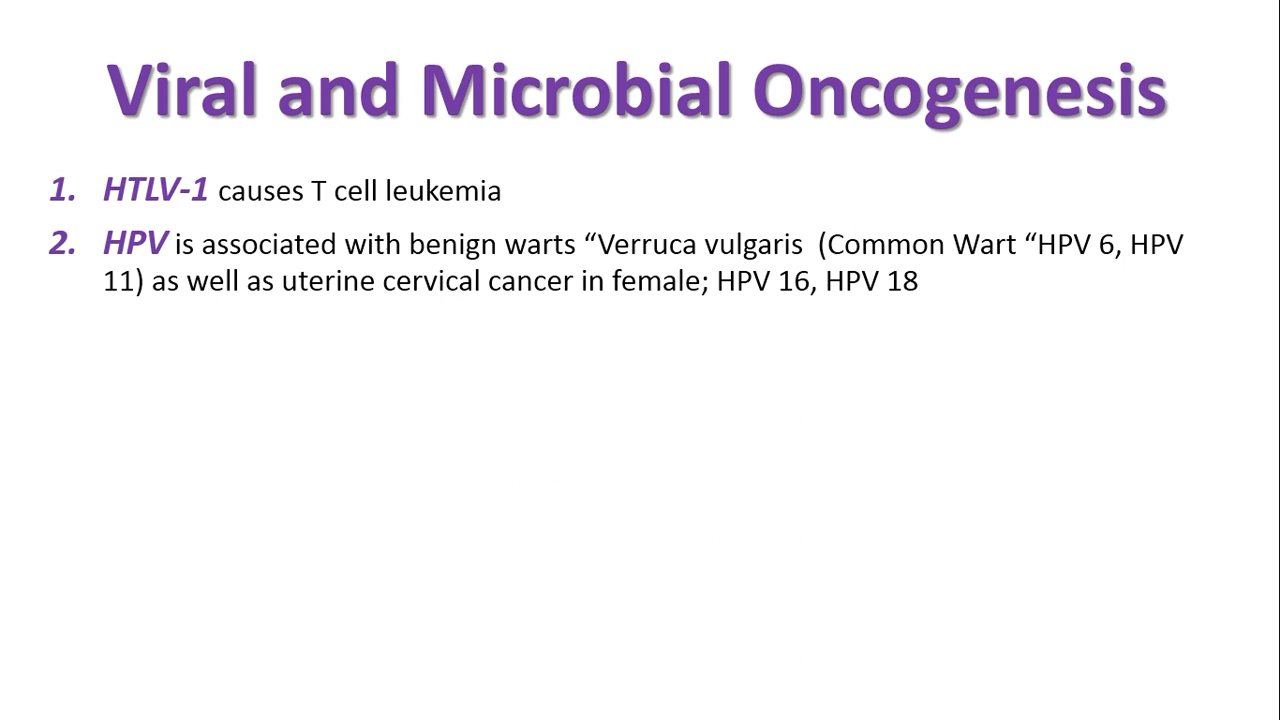 Viral and Microbial Oncogenesis
1. HTLV-1 causes T cell leukemia
2. HPV is associated with benign warts “Verruca vulgaris  (Common Wart “HPV 6, HPV
11) as well as uterine cervical cancer in female; HPV 16, HPV 18